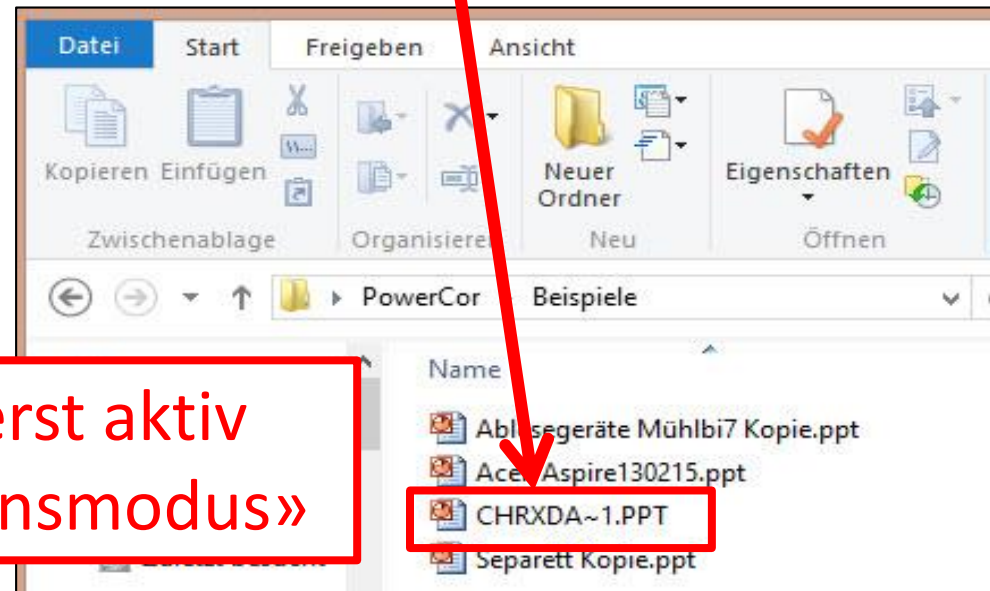 Datei Start Freigeben Ansicht
Kopieren Einfügen
Neuer
Ordner
Eigenschaften
Zwischenablage Organisieren Neu Öffnen
PowerCor Beispiele
Name
erst aktiv
nsmodus»
Ablesegeräte Mühlbi7 Kopie.ppt
Acer Aspire130215.ppt
CHRXDA~1.PPT
Separett Kopie.ppt